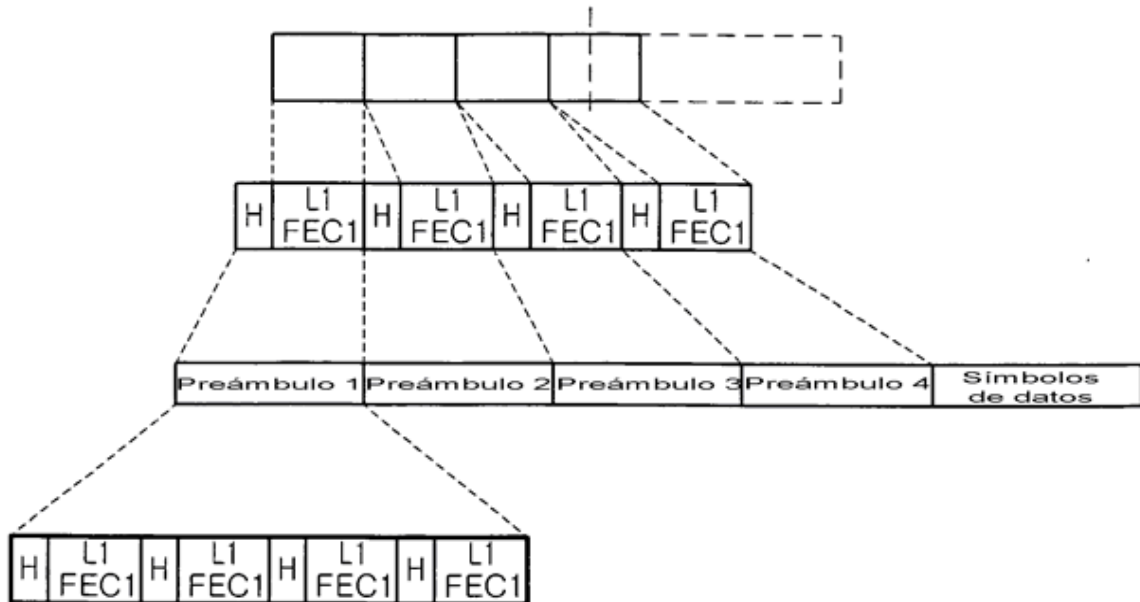 H L1 FEC1 H L1 FEC1 H L1 FEC1 H L1 FEC1
Preámbulo 1 Preámbulo 2 Preámbulo 3 Preámbulo 4 Símbolos de datos
H L1 FEC1 H L1 FEC1 H L1 FEC1 H L1 FEC1